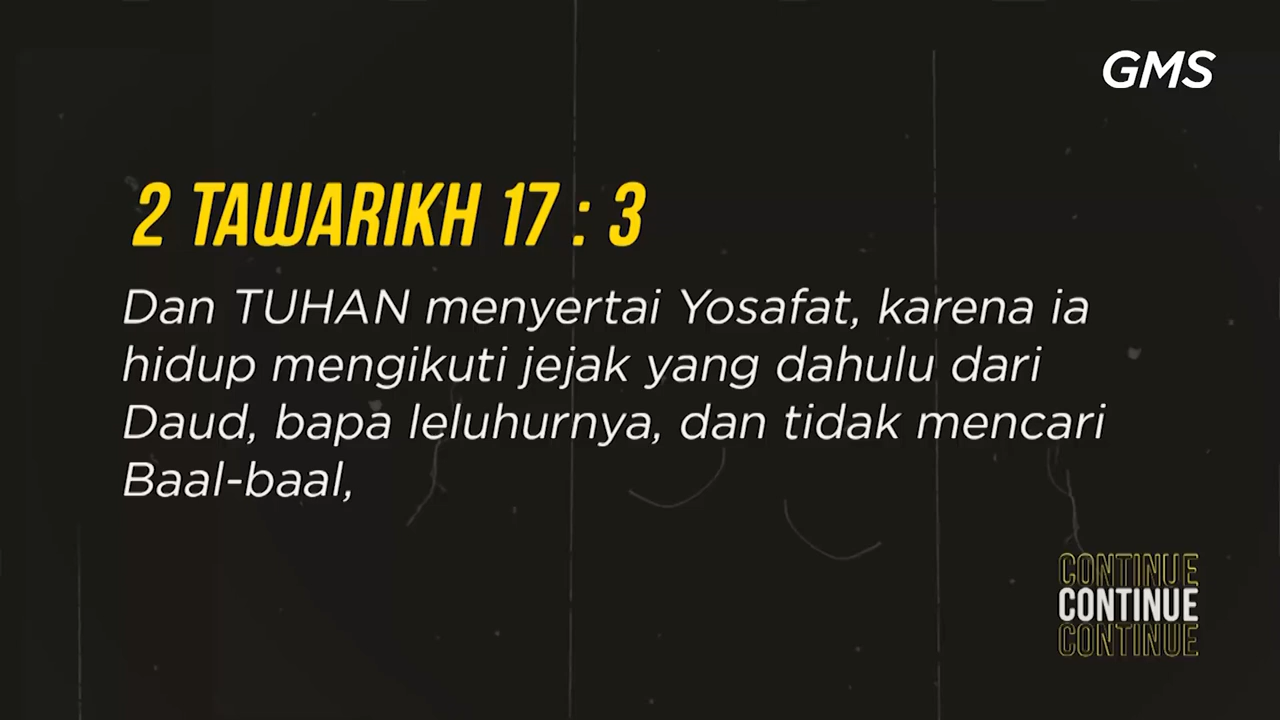 GMS
2 TAWARIKH 17 : 3
Dan TUHAN menyertai Yosafat, karena ia
hidup mengikuti jejak yang dahulu dari
Daud, bapa leluhurnya, dan tidak mencari
Baal-baal,
CONTINUE
CONTINUE
CONTINUE